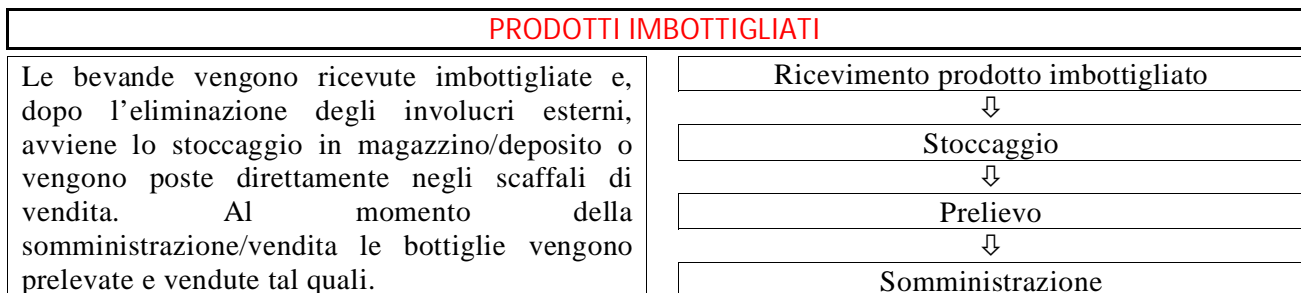 PRODOTTI IMBOTTIGLIATI
Le bevande vengono ricevute imbottigliate e,
dopo l’eliminazione degli involucri esterni,
avviene lo stoccaggio in magazzino/deposito o
vengono poste direttamente negli scaffali di
vendita. Al momento della
somministrazione/vendita le bottiglie vengono
prelevate e vendute tal quali.
Ricevimento prodotto imbottigliato
⇩
Stoccaggio
⇩
Prelievo
⇩
Somministrazione